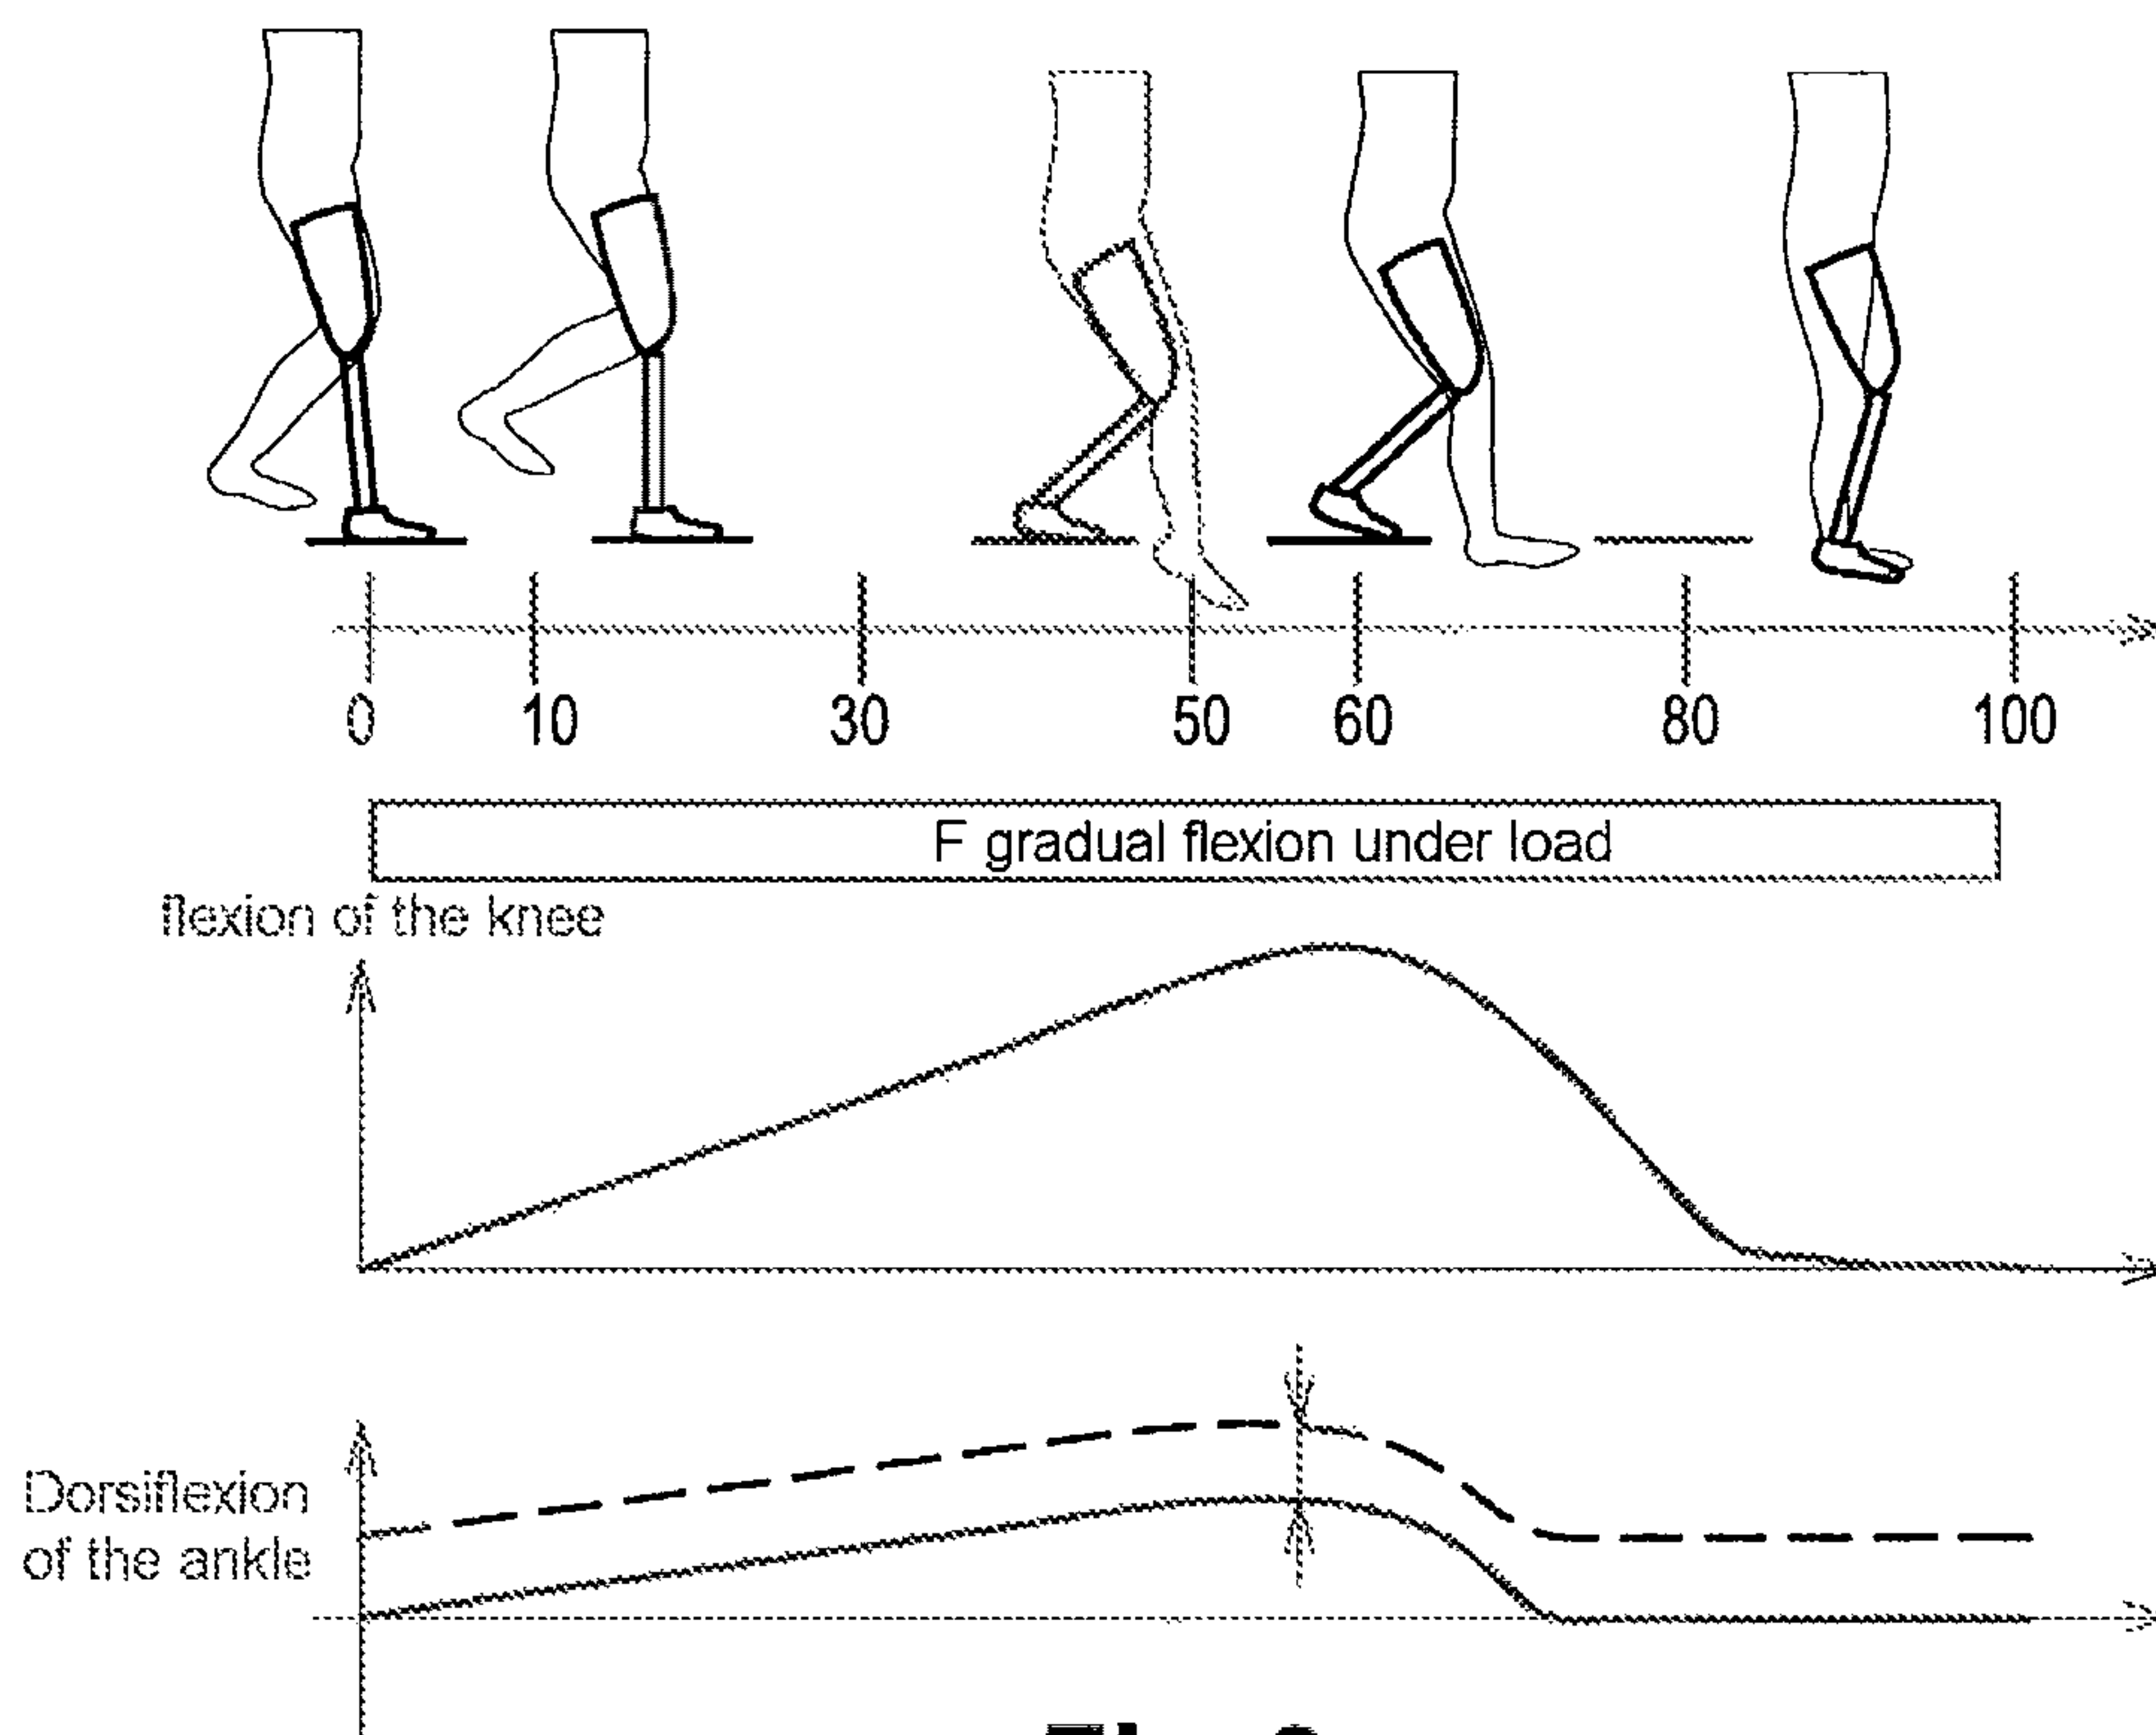 0 10 30 50 60 80 100
F gradual flexion under load
flexion of the knee
Dorsiflexion
of the ankle